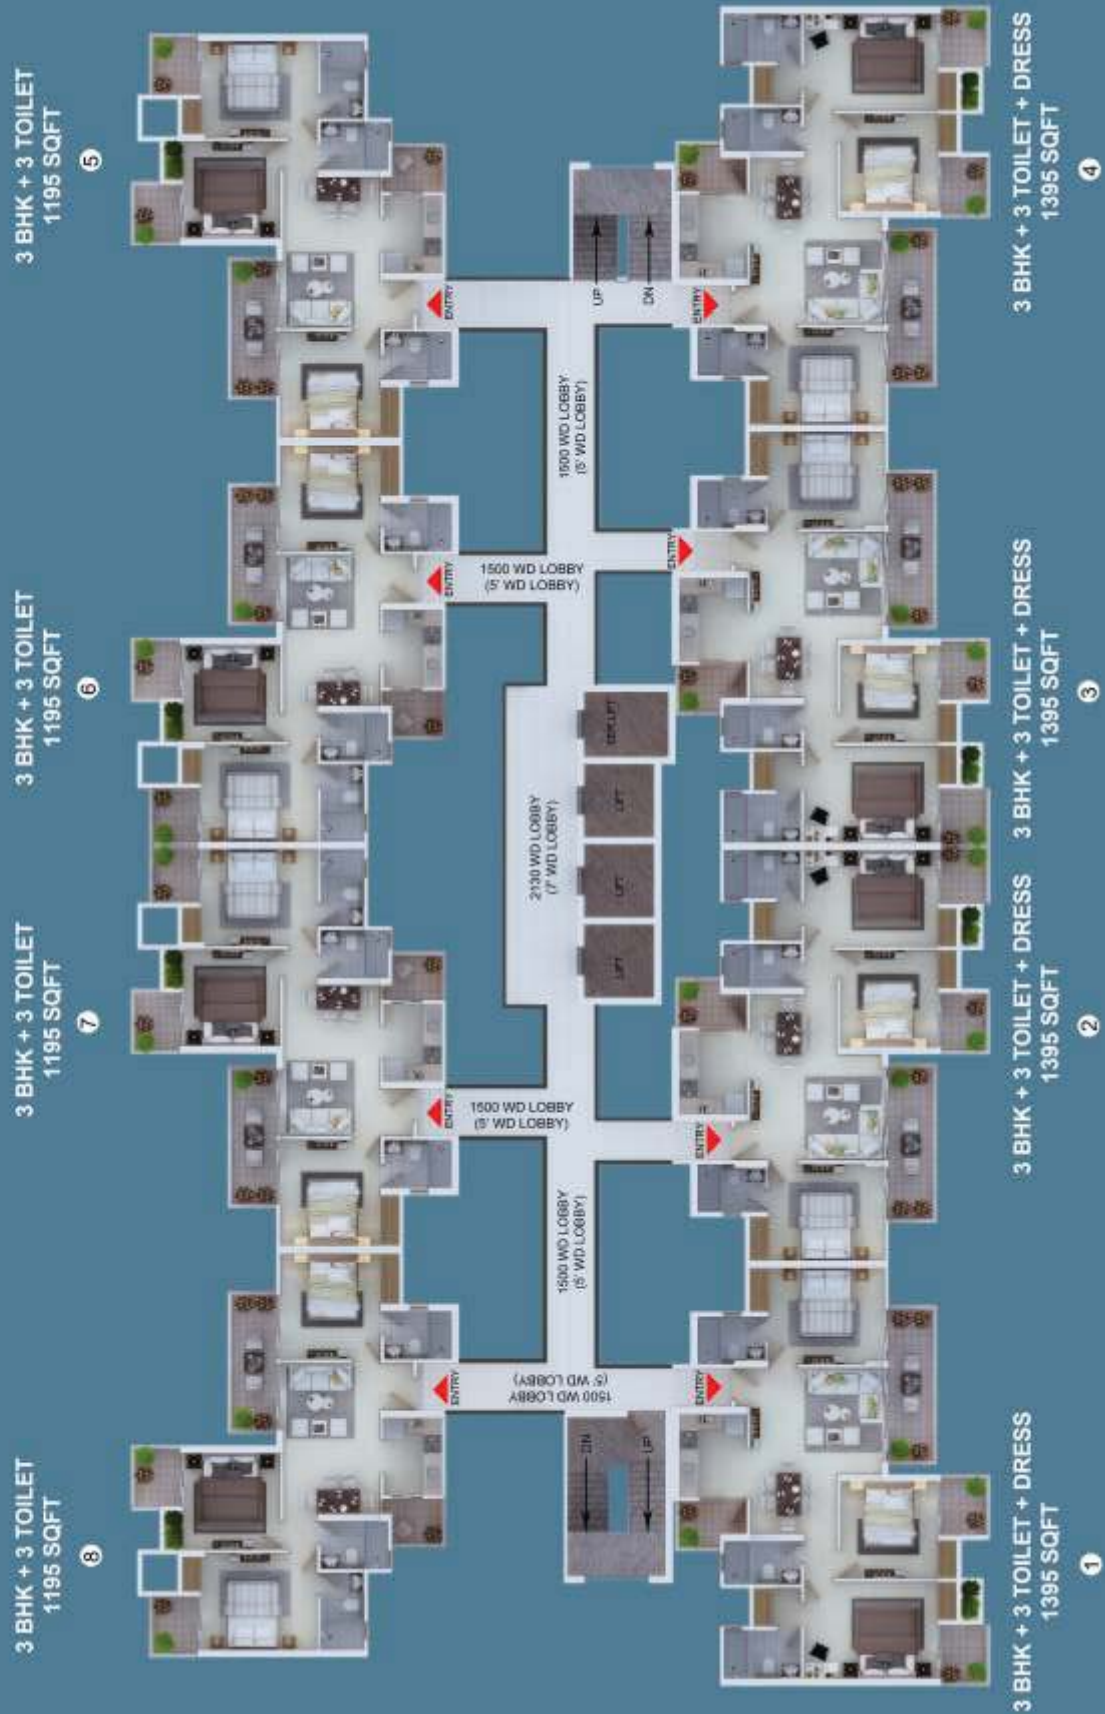 3 BHK + 3 TOILET
1195 SQFT
8
3 BHK + 3 TOILET
1195 SQFT
7
3 BHK + 3 TOILET
1195 SQFT
6
3 BHK + 3 TOILET
1195 SQFT
5
ENTRY
ENTRY
ENTRY
ENTRY
1500 WD LOBBY
(5' WD LOBBY)
1500 WD LOBBY
(5' WD LOBBY)
1500 WD LOBBY
(5' WD LOBBY)
2130 WD LOBBY
(7' WD LOBBY)
1500 WD LOBBY
(5' WD LOBBY)
1500 WD LOBBY
(5' WD LOBBY)
DN
UP
LIFT
LIFT
LIFT
LIFT
UP
DN
ENTRY
ENTRY
ENTRY
ENTRY
3 BHK + 3 TOILET + DRESS
1395 SQFT
1
3 BHK + 3 TOILET + DRESS
1395 SQFT
2
3 BHK + 3 TOILET + DRESS
1395 SQFT
3
3 BHK + 3 TOILET + DRESS
1395 SQFT
4